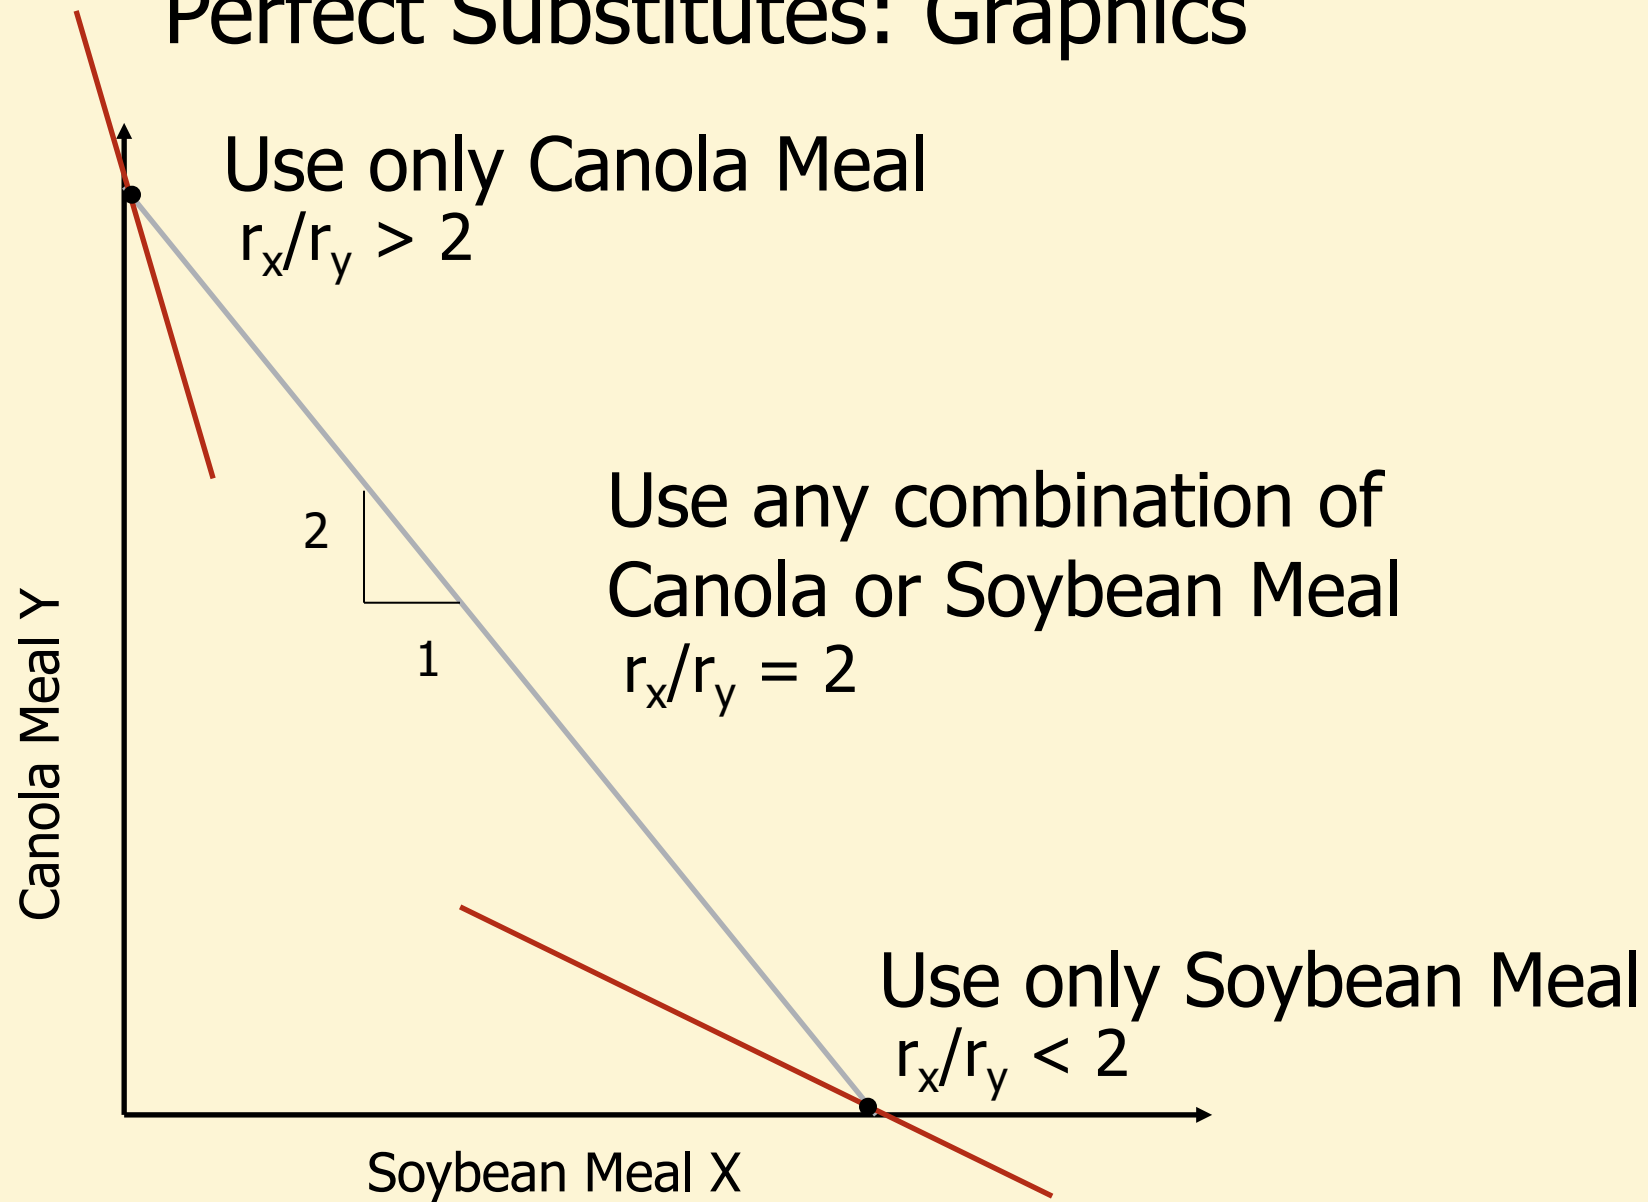 Perfect Substitutes: Graphics
Use only Canola Meal
rx/ry > 2
2
1
Use any combination of
Canola or Soybean Meal
rx/ry = 2
Canola Meal Y
Use only Soybean Meal
rx/ry < 2
Soybean Meal X